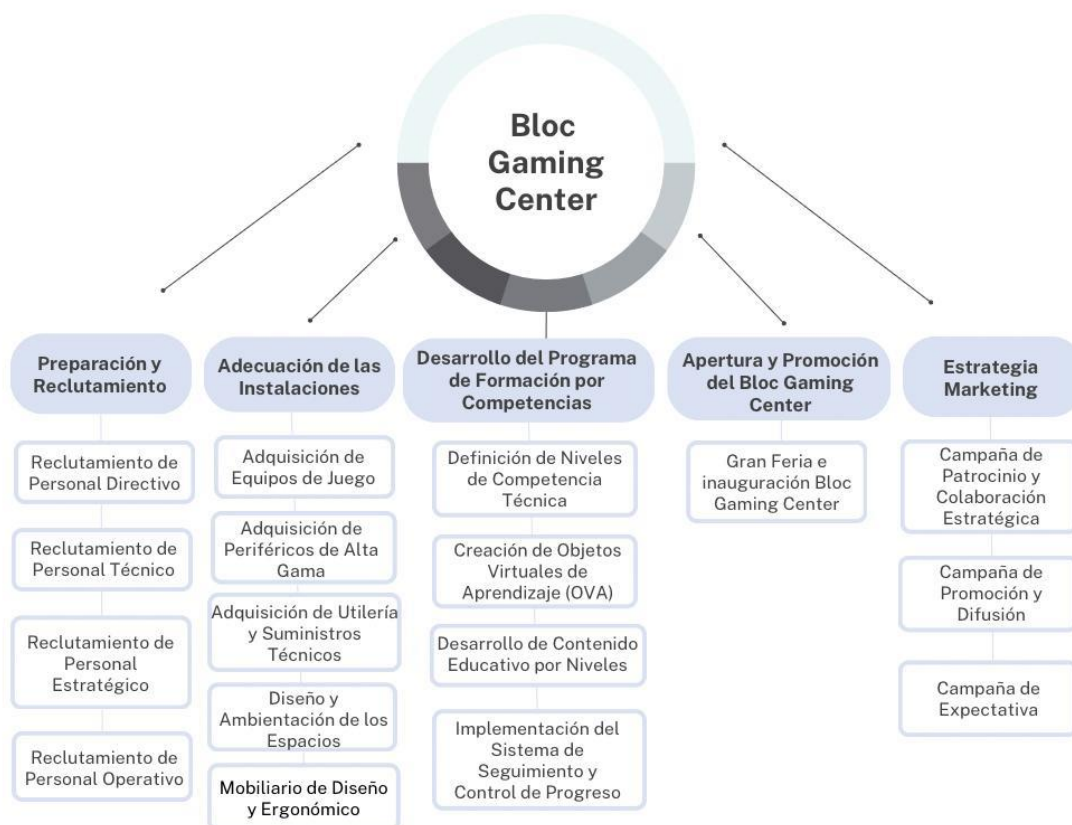 Bloc
Gaming
Center
Preparación y
Reclutamiento
Reclutamiento de
Personal Directivo
Reclutamiento de
Personal Técnico
Reclutamiento de
Personal
Estratégico
Reclutamiento de
Personal Operativo
Adecuación de las
Instalaciones
Adquisición de
Equipos de Juego
Adquisición de
Periféricos de Alta
Gama
Adquisición de Utilería
y Suministros
Técnicos
Diseño y
Ambientación de los
Espacios
Mobiliario de Diseño
y Ergonómico
Desarrollo del Programa
de Formación por
Competencias
Definición de Niveles
de Competencia
Técnica
Creación de Objetos
Virtuales de
Aprendizaje (OVA)
Desarrollo de Contenido
Educativo por Niveles
Implementación del
Sistema de
Seguimiento y
Control de Progreso
Apertura y Promoción
del Bloc Gaming
Center
Gran Feria e
inauguración Bloc
Gaming Center
Estrategia
Marketing
Campaña de
Patrocinio y
Colaboración
Estratégica
Campaña de
Promoción y
Difusión
Campaña de
Expectativa